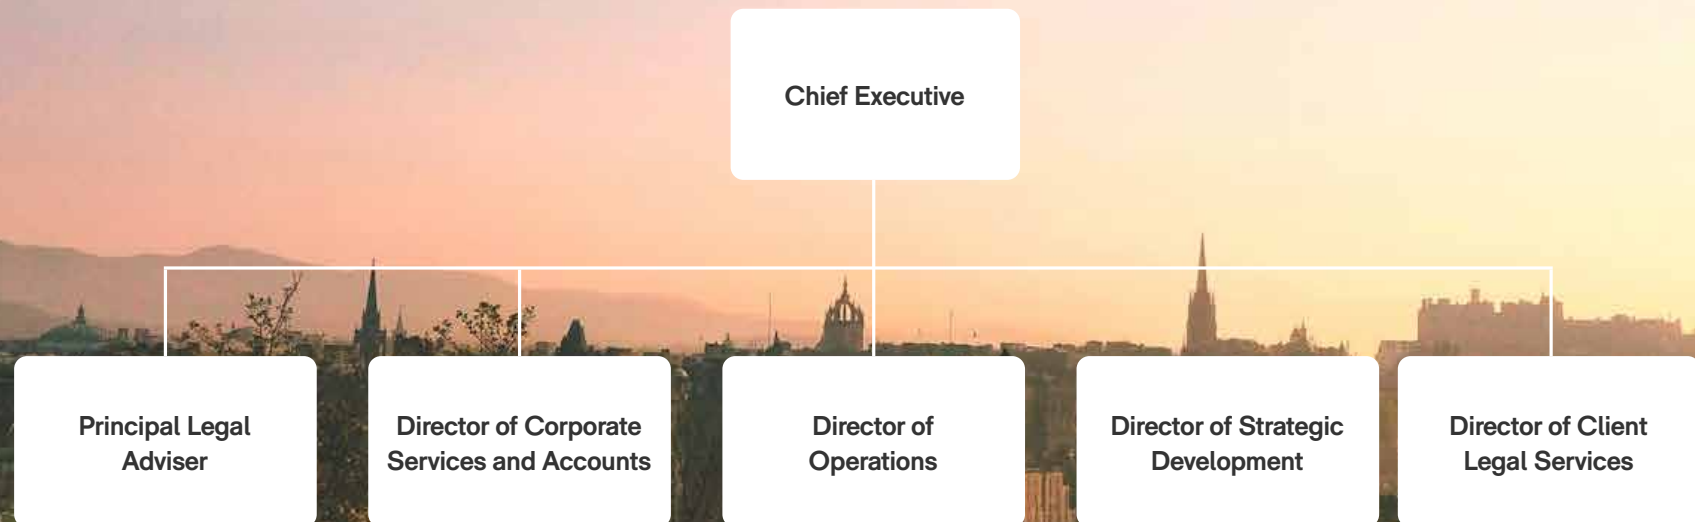 Chief Executive
Principal Legal
Adviser
Director of Corporate
Services and Accounts
Director of
Operations
Director of Strategic
Development
Director of Client
Legal Services